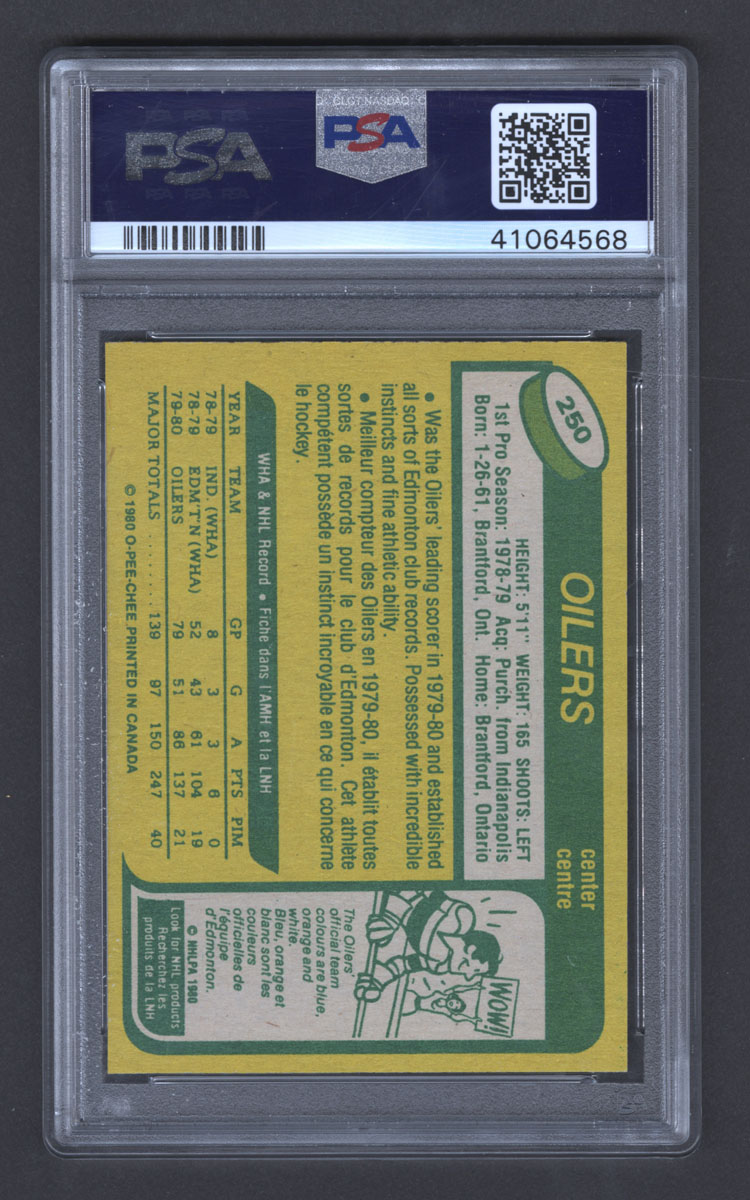 CLCT NASDAQ
PSA
PSA
41064568
250
OILERS
center
centre
HEIGHT: 5'11" WEIGHT: 165 SHOOTS: LEFT
1st Pro Season: 1978-79 Acq: Purch. from Indianapolis
Born: 1-26-61, Brantford, Ont. Home: Brantford, Ontario
• Was the Oilers' leading scorer in 1979-80 and established
all sorts of Edmonton club records. Possessed with incredible
instincts and fine athletic ability.
• Meilleur compteur des Oilers en 1979-80, il établit toutes
sortes de records pour le club d'Edmonton. Cet athlète
compétent possède un instinct incroyable en ce qui concerne
le hockey.
WHA & NHL Record • Fiche dans l'AMH et la LNH
YEAR TEAM GP G A PTS PIM
78-79 IND. (WHA) 8 3 3 6 0
78-79 EDM'T'N (WHA) 52 43 61 104 19
79-80 OILERS 79 51 86 137 21
MAJOR TOTALS ....... 139 97 150 247 40
© 1980 O-PEE-CHEE PRINTED IN CANADA
WOW!
The Oilers'
official team
colours are blue,
orange and
white.
Bleu, orange et
blanc sont les
couleurs
officielles de
l'équipe
d'Edmonton.
© NHLPA 1980
Look for NHL products
Recherchez les
produits de la LNH